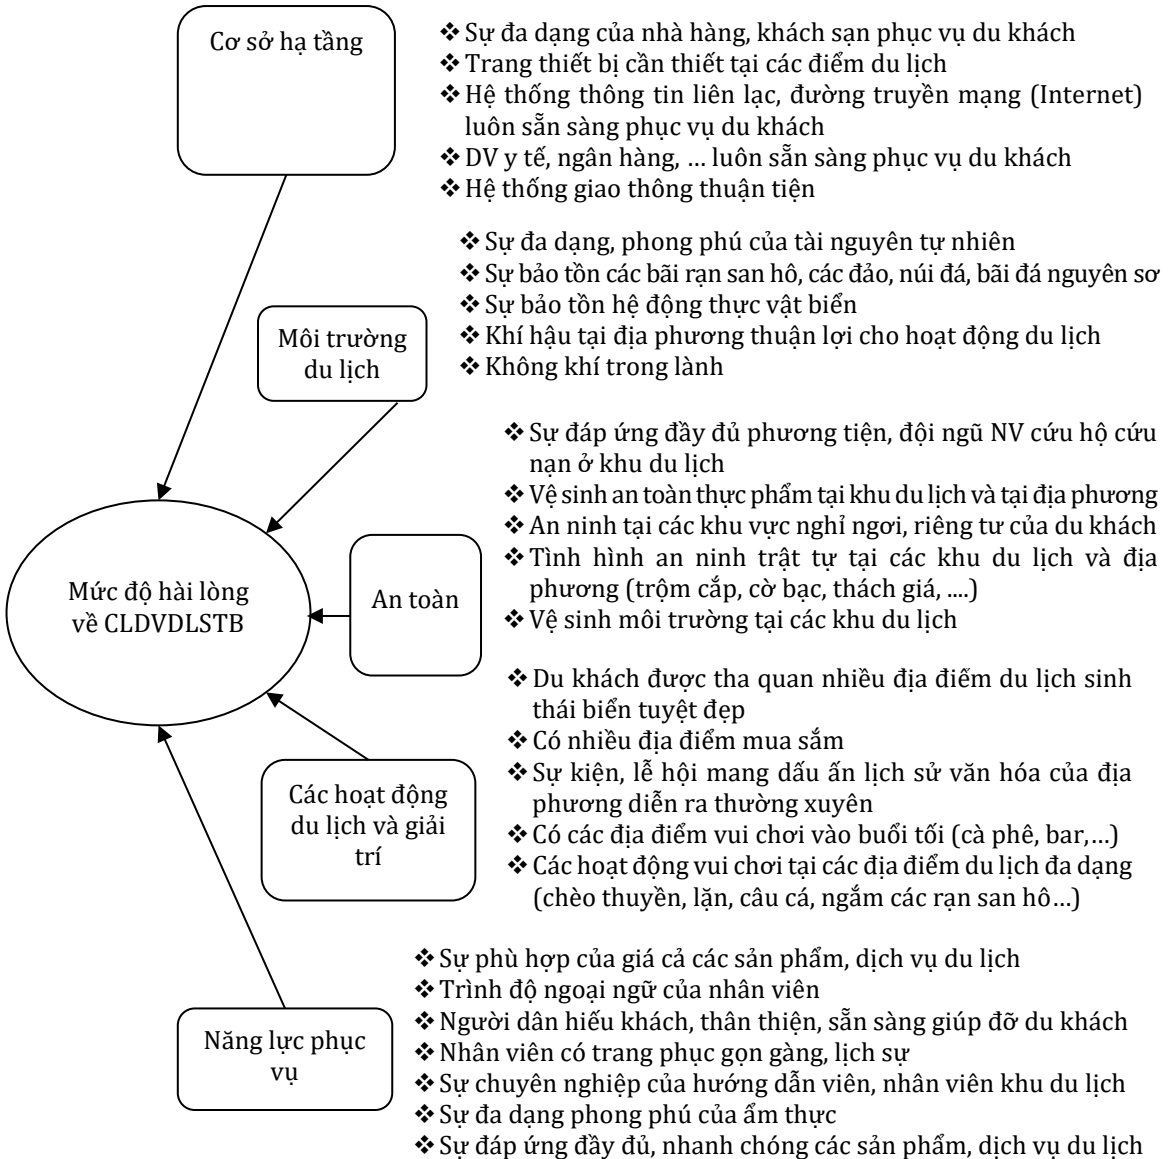 Cơ sở hạ tầng
❖ Sự đa dạng của nhà hàng, khách sạn phục vụ du khách
❖ Trang thiết bị cần thiết tại các điểm du lịch
❖ Hệ thống thông tin liên lạc, đường truyền mạng (Internet)
luôn sẵn sàng phục vụ du khách
❖ DV y tế, ngân hàng, … luôn sẵn sàng phục vụ du khách
❖ Hệ thống giao thông thuận tiện
Môi trường
du lịch
❖ Sự đa dạng, phong phú của tài nguyên tự nhiên
❖ Sự bảo tồn các bãi rạn san hô, các đảo, núi đá, bãi đá nguyên sơ
❖ Sự bảo tồn hệ động thực vật biển
❖ Khí hậu tại địa phương thuận lợi cho hoạt động du lịch
❖ Không khí trong lành
Mức độ hài lòng
về CLDVDLSTB
An toàn
❖ Sự đáp ứng đầy đủ phương tiện, đội ngũ NV cứu hộ cứu
nạn ở khu du lịch
❖ Vệ sinh an toàn thực phẩm tại khu du lịch và tại địa phương
❖ An ninh tại các khu vực nghỉ ngơi, riêng tư của du khách
❖ Tình hình an ninh trật tự tại các khu du lịch và địa
phương (trộm cắp, cờ bạc, thách giá, ....)
❖ Vệ sinh môi trường tại các khu du lịch
Các hoạt động
du lịch và giải
trí
❖ Du khách được tha quan nhiều địa điểm du lịch sinh
thái biển tuyệt đẹp
❖ Có nhiều địa điểm mua sắm
❖ Sự kiện, lễ hội mang dấu ấn lịch sử văn hóa của địa
phương diễn ra thường xuyên
❖ Có các địa điểm vui chơi vào buổi tối (cà phê, bar,…)
❖ Các hoạt động vui chơi tại các địa điểm du lịch đa dạng
(chèo thuyền, lặn, câu cá, ngắm các rạn san hô…)
Năng lực phục
vụ
❖ Sự phù hợp của giá cả các sản phẩm, dịch vụ du lịch
❖ Trình độ ngoại ngữ của nhân viên
❖ Người dân hiếu khách, thân thiện, sẵn sàng giúp đỡ du khách
❖ Nhân viên có trang phục gọn gàng, lịch sự
❖ Sự chuyên nghiệp của hướng dẫn viên, nhân viên khu du lịch
❖ Sự đa dạng phong phú của ẩm thực
❖ Sự đáp ứng đầy đủ, nhanh chóng các sản phẩm, dịch vụ du lịch